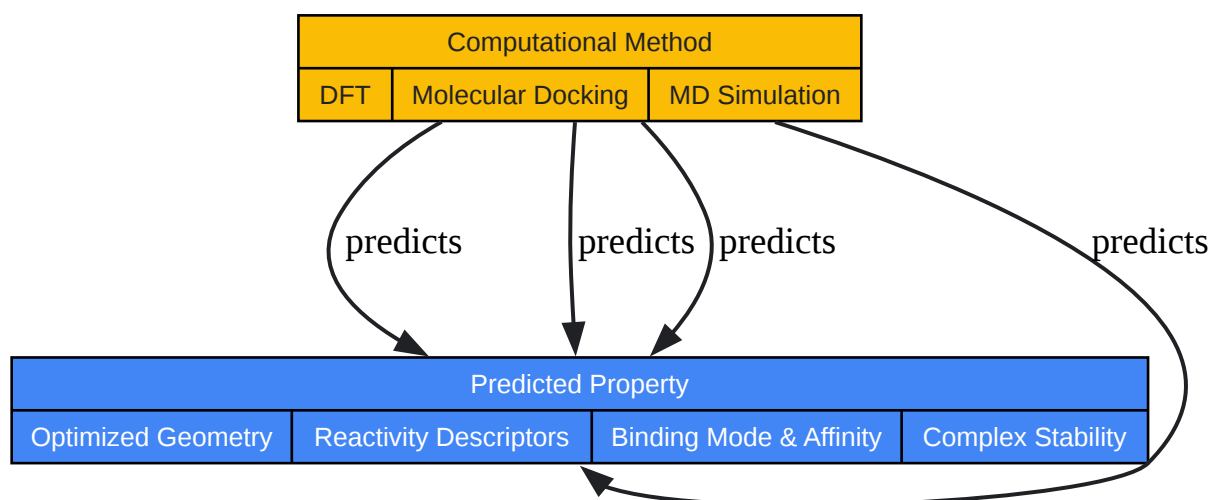 Computational Method
DFT Molecular Docking MD Simulation
predicts predicts predicts predicts
Predicted Property
Optimized Geometry Reactivity Descriptors Binding Mode & Affinity Complex Stability